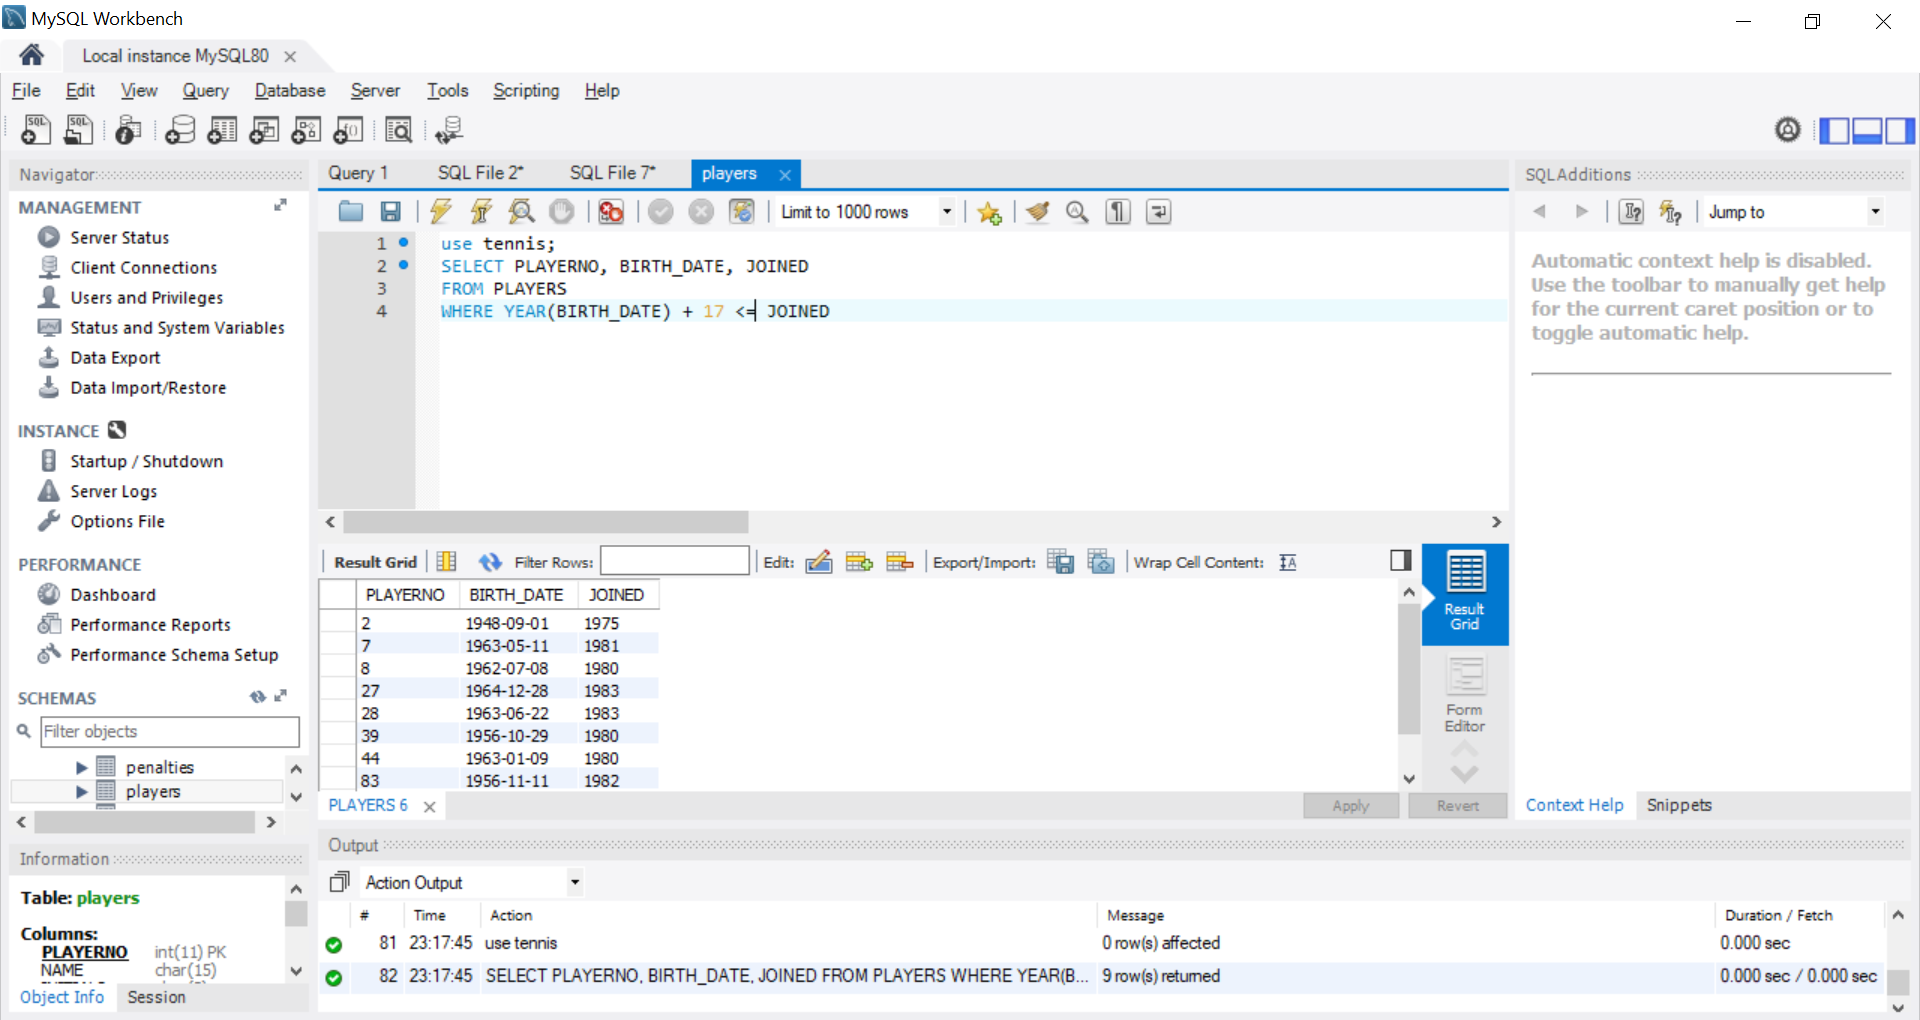 MySQL Workbench
Local instance MySQL80
File Edit View Query Database Server Tools Scripting Help
Navigator
MANAGEMENT
Server Status
Client Connections
Users and Privileges
Status and System Variables
Data Export
Data Import/Restore
INSTANCE
Startup / Shutdown
Server Logs
Options File
PERFORMANCE
Dashboard
Performance Reports
Performance Schema Setup
SCHEMAS
Filter objects
penalties
players
Information
Table: players
Columns:
PLAYERNO int(11) PK
NAME char(15)
Object Info Session
Query 1 SQL File 2* SQL File 7* players
Limit to 1000 rows
1 use tennis;
2 SELECT PLAYERNO, BIRTH_DATE, JOINED
3 FROM PLAYERS
4 WHERE YEAR(BIRTH_DATE) + 17 <= JOINED
Result Grid Filter Rows: Edit: Export/Import: Wrap Cell Content:
PLAYERNO BIRTH_DATE JOINED
2 1948-09-01 1975
7 1963-05-11 1981
8 1962-07-08 1980
27 1964-12-28 1983
28 1963-06-22 1983
39 1956-10-29 1980
44 1963-01-09 1980
83 1956-11-11 1982
Result
Grid
Form
Editor
PLAYERS 6
Apply Revert
SQLAdditions
Jump to
Automatic context help is disabled.
Use the toolbar to manually get help
for the current caret position or to
toggle automatic help.
Context Help Snippets
Output
Action Output
# Time Action Message Duration / Fetch
81 23:17:45 use tennis 0 row(s) affected 0.000 sec
82 23:17:45 SELECT PLAYERNO, BIRTH_DATE, JOINED FROM PLAYERS WHERE YEAR(B... 9 row(s) returned 0.000 sec / 0.000 sec